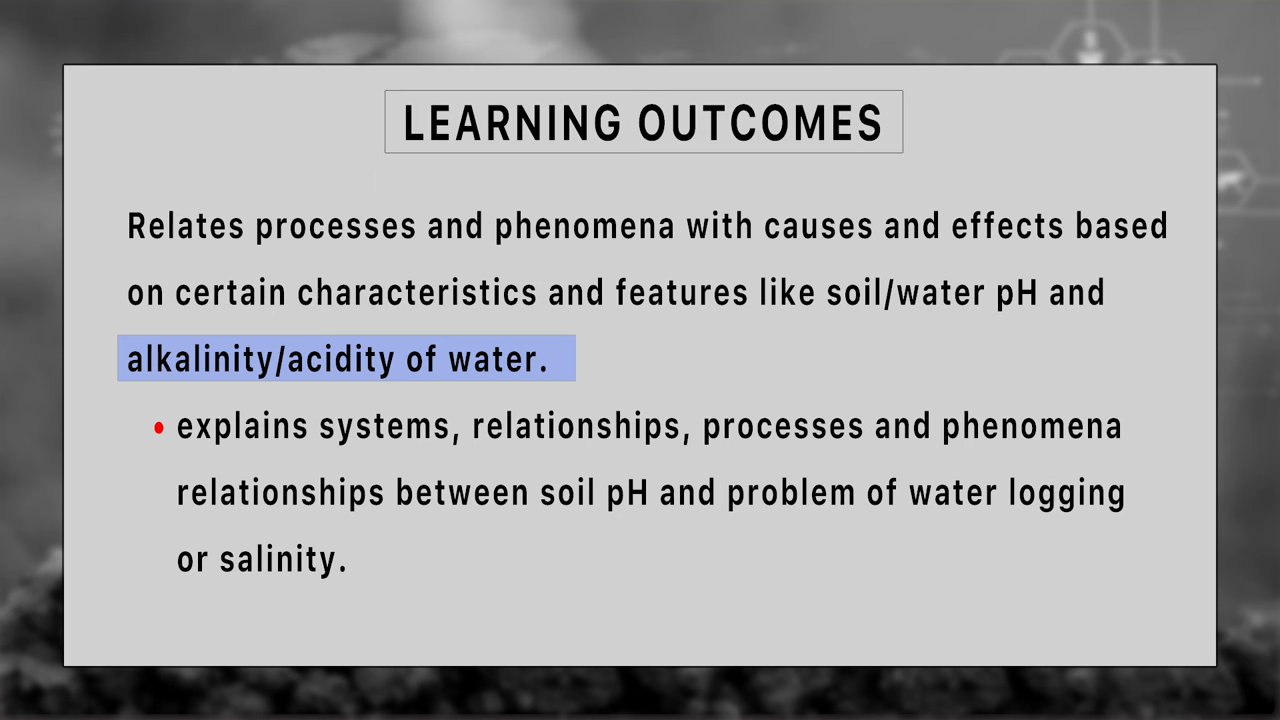 LEARNING OUTCOMES
Relates processes and phenomena with causes and effects based
on certain characteristics and features like soil/water pH and
alkalinity/acidity of water.
• explains systems, relationships, processes and phenomena
relationships between soil pH and problem of water logging
or salinity.